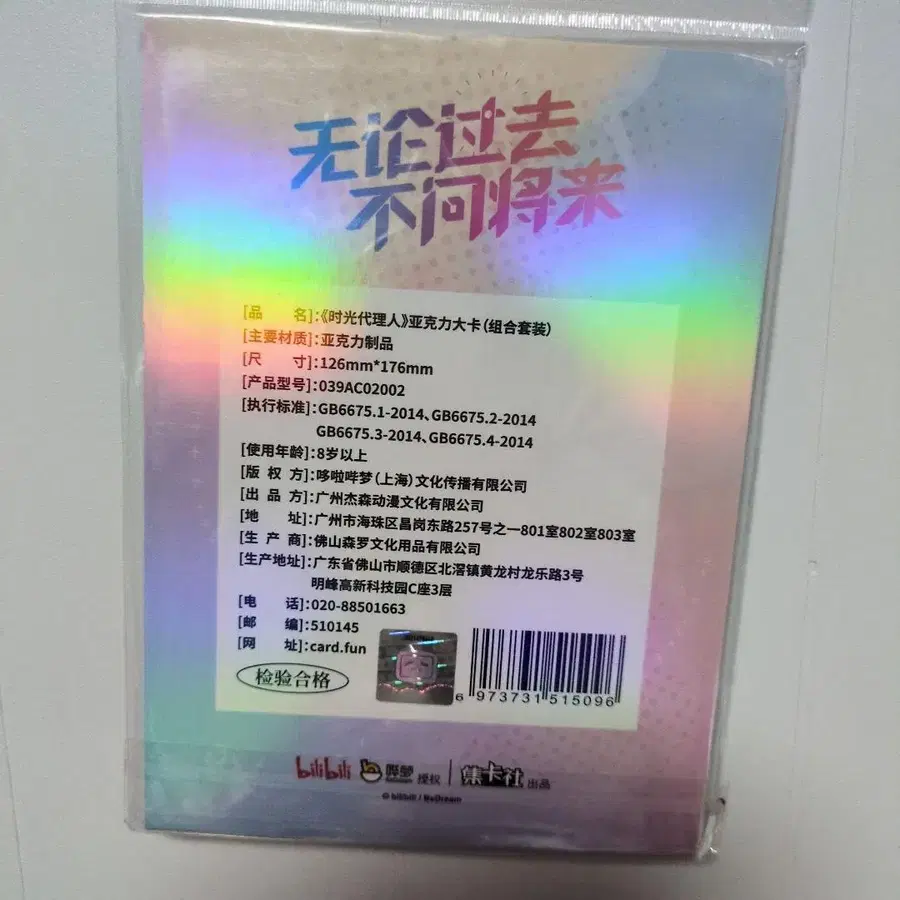 无论过去
不问将来
[品 名]:《时光代理人》亚克力大卡(组合套装)
[主要材质]:亚克力制品
[尺 寸]:126mm*176mm
[产品型号]:039AC02002
[执行标准]:GB6675.1-2014、GB6675.2-2014
GB6675.3-2014、GB6675.4-2014
[使用年龄]:8岁以上
[版 权 方]:哆啦哔梦(上海)文化传播有限公司
[出 品 方]:广州杰森动漫文化有限公司
[地 址]:广州市海珠区昌岗东路257号之一801室802室803室
[生 产 商]:佛山森罗文化用品有限公司
[生产地址]:广东省佛山市顺德区北滘镇黄龙村龙乐路3号
明峰高新科技园C座3层
[电 话]:020-88501663
[邮 编]:510145
[网 址]:card.fun
检验合格
6 973731 515096
bilibili 哔梦 授权 | 集卡社 出品
© bilibili / BeDream